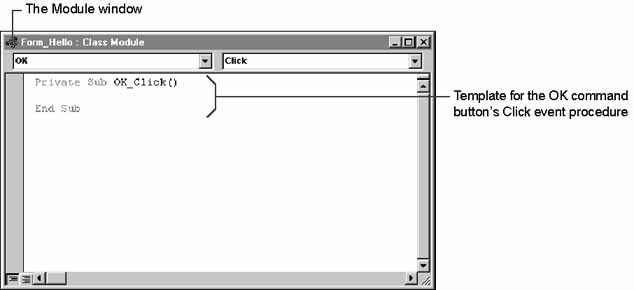 The Module window
Form_Hello : Class Module
OK
Click
Private Sub OK_Click()
End Sub
Template for the OK command
button's Click event procedure